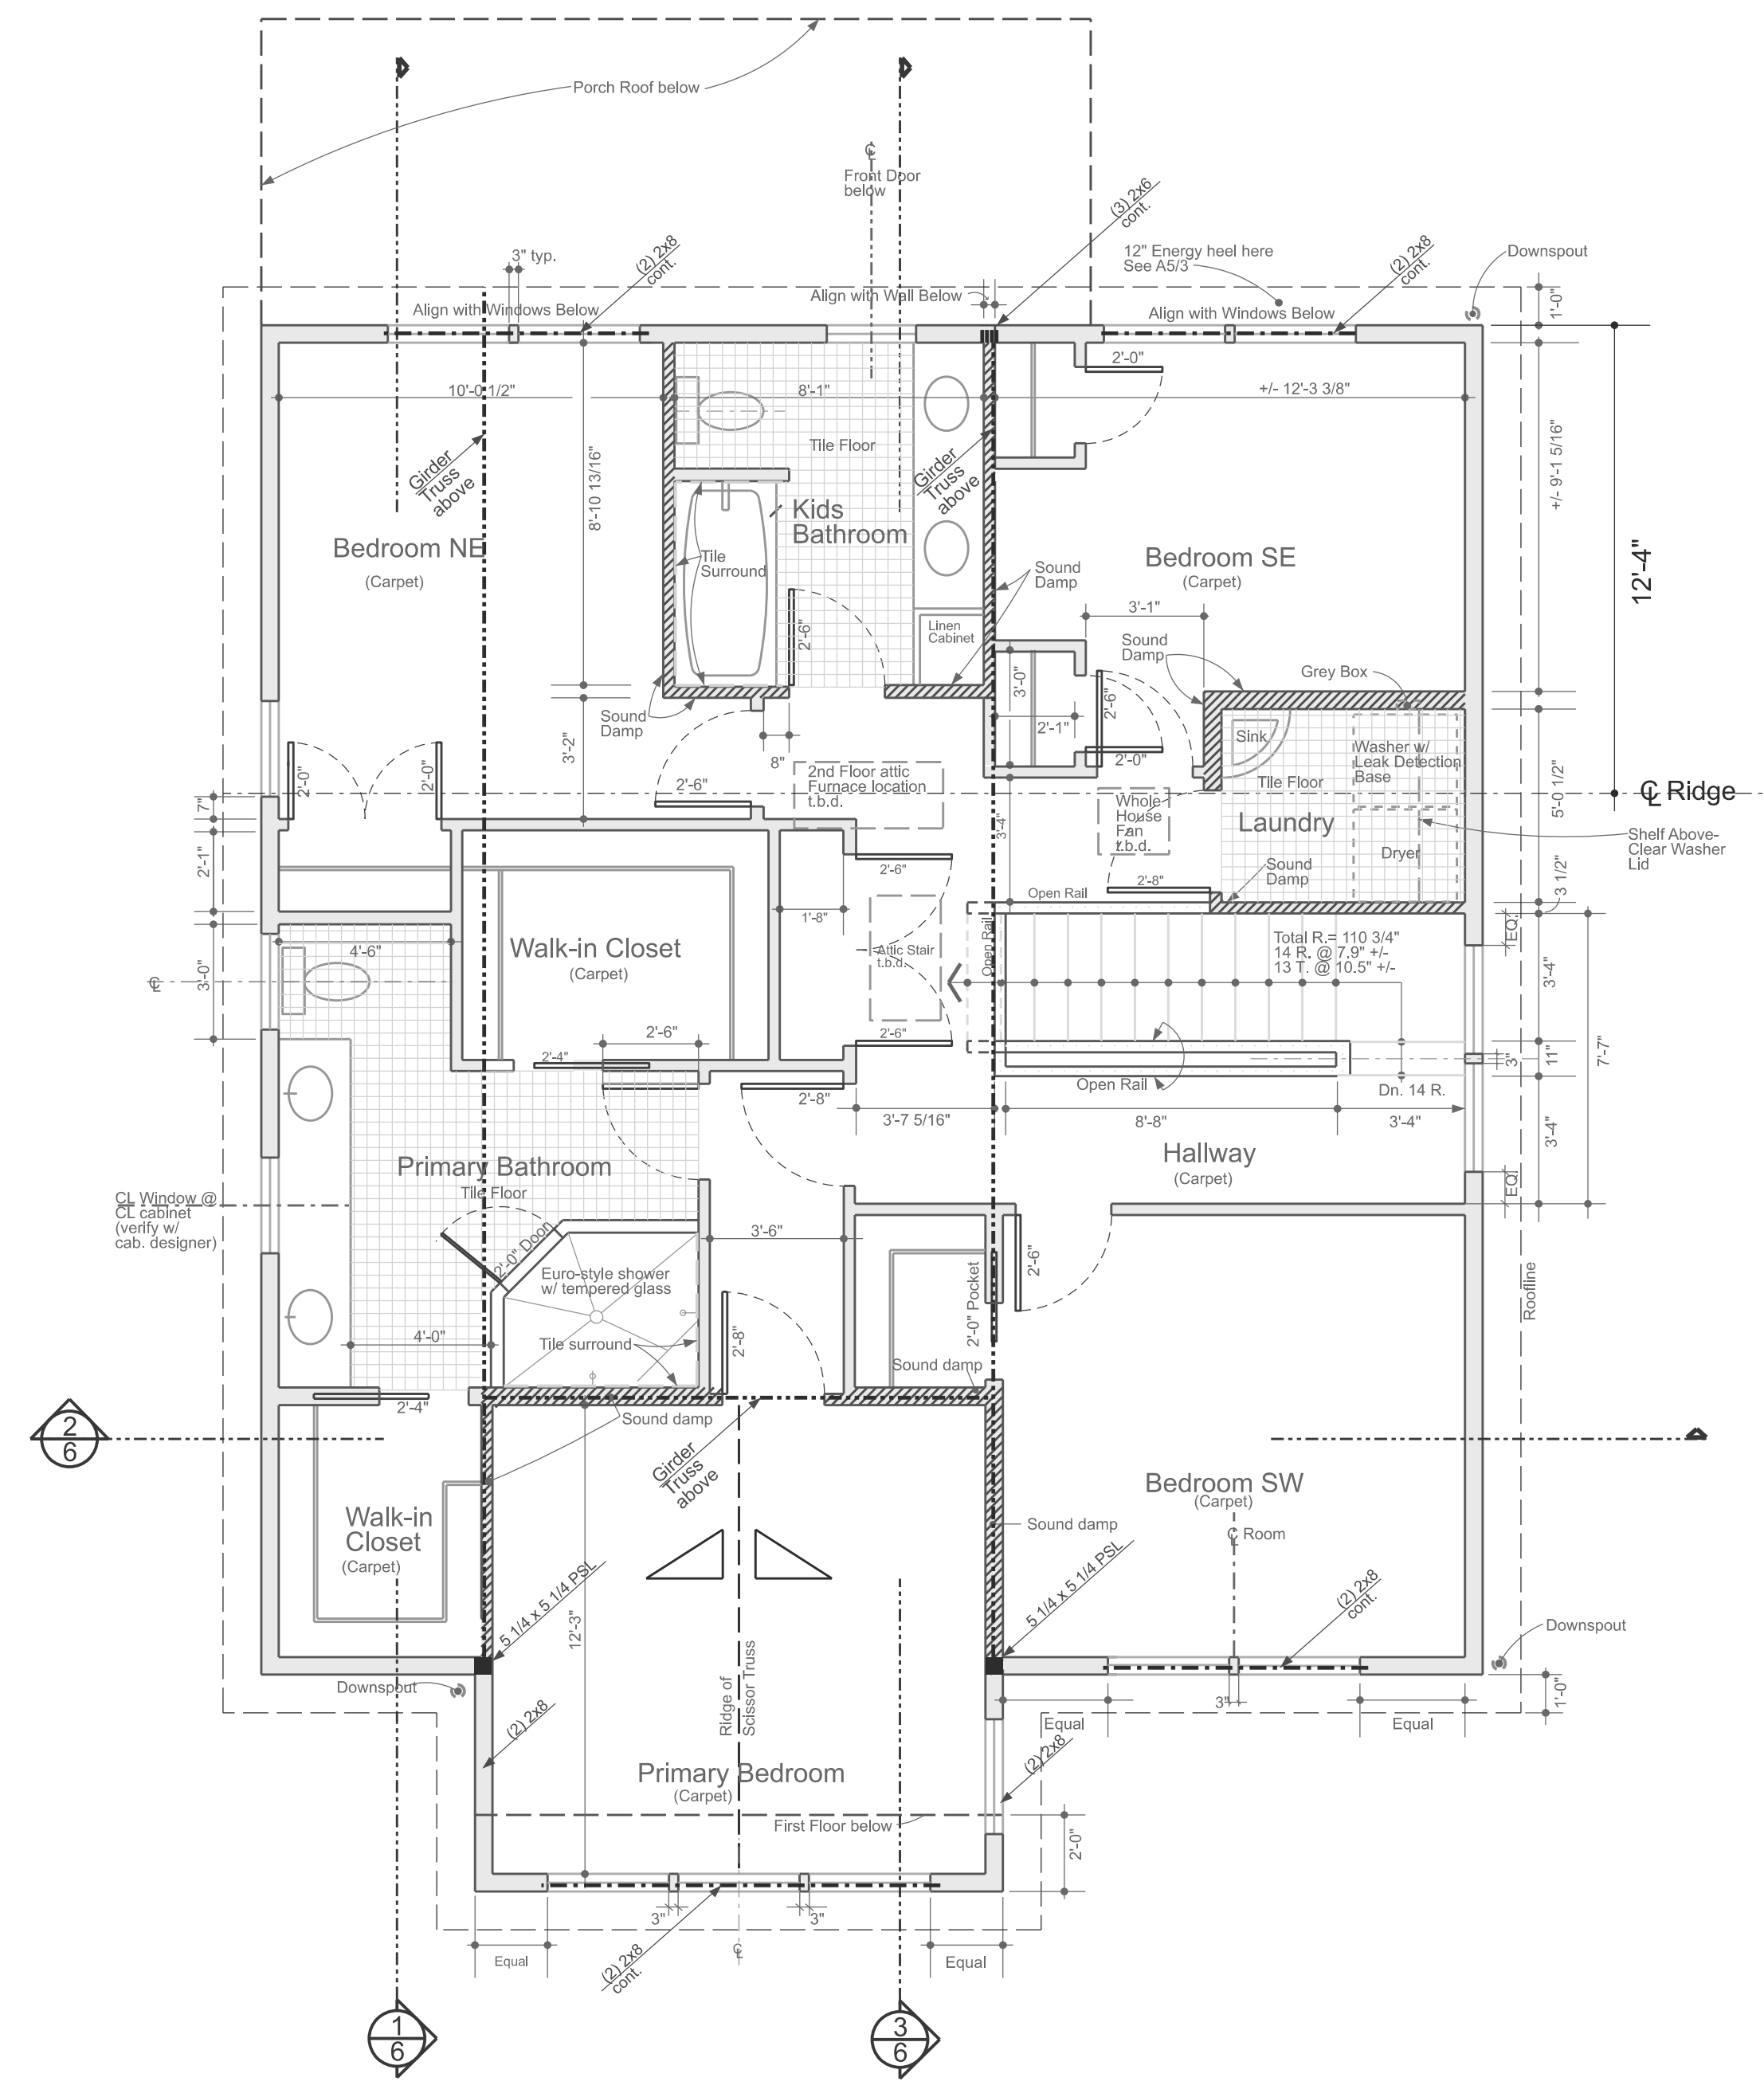 Porch Roof below
℄
Front Door
below
(3) 2x6
cont.
3" typ.
(2) 2x8
cont.
12" Energy heel here
See A5/3
(2) 2x8
cont.
Downspout
Align with Windows Below
Align with Wall Below
Align with Windows Below
1'-0"
2'-0"
10'-0 1/2"
8'-1"
+/- 12'-3 3/8"
Tile Floor
Girder
Truss
above
8'-10 13/16"
Girder
Truss
above
+/- 9'-1 5/16"
12'-4"
Kids
Bathroom
Bedroom NE
(Carpet)
Tile
Surround
Sound
Damp
Bedroom SE
(Carpet)
3'-1"
2'-6"
Linen
Cabinet
Sound
Damp
Grey Box
3'-0"
2'-6"
2'-1"
2'-0"
Sound
Damp
8"
3'-2"
Sink
Washer w/
Leak Detection
Base
Tile Floor
2'-0"
2'-0"
2'-6"
2nd Floor attic
Furnace location
t.b.d.
℄ Ridge
7"
Whole
House
Fan
t.b.d.
3'-4"
Laundry
Dryer
5'-0 1/2"
Shelf Above-
Clear Washer
Lid
2'-1"
2'-6"
2'-8"
Sound
Damp
3 1/2"
Open Rail
1'-8"
EQ.
4'-6"
Walk-in Closet
(Carpet)
Attic Stair
t.b.d.
Open Rail
Total R.= 110 3/4"
14 R. @ 7.9" +/-
13 T. @ 10.5" +/-
3'-4"
℄
3'-0"
2'-6"
2'-6"
2'-4"
3"
11"
7'-7"
2'-8"
Open Rail
Dn. 14 R.
3'-7 5/16"
8'-8"
3'-4"
3'-4"
Hallway
(Carpet)
Primary Bathroom
Tile Floor
EQ.
CL Window @
CL cabinet
(verify w/
cab. designer)
2'-0" Door
3'-6"
2'-6"
Euro-style shower
w/ tempered glass
2'-0" Pocket
Roofline
4'-0"
Tile surround
2'-8"
Sound damp
2'-4"
Sound damp
2
6
Girder
Truss
above
Bedroom SW
(Carpet)
℄ Room
Walk-in
Closet
(Carpet)
Sound damp
5 1/4 x 5 1/4 PSL
12'-3"
5 1/4 x 5 1/4 PSL
(2) 2x8
cont.
Downspout
Ridge of
Scissor Truss
Downspout
3"
1'-0"
Equal
Equal
(2) 2x8
(2) 2x8
Primary Bedroom
(Carpet)
First Floor below
2'-0"
3"
3"
℄
Equal
(2) 2x8
cont.
Equal
1
6
3
6